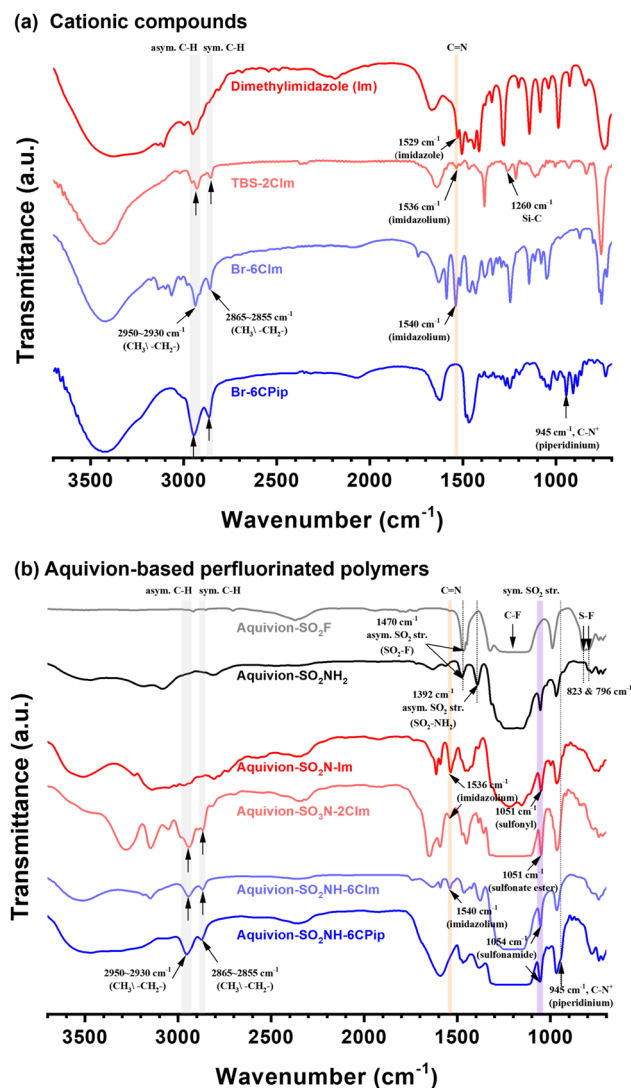 (a) Cationic compounds
asym. C-H sym. C-H
C=N
Dimethylimidazole (Im)
1529 cm⁻¹
(imidazole)
TBS-2CIm
1536 cm⁻¹
(imidazolium)
1260 cm⁻¹
Si-C
Br-6CIm
2950~2930 cm⁻¹
(CH₃\ -CH₂-)
2865~2855 cm⁻¹
(CH₃\ -CH₂-)
1540 cm⁻¹
(imidazolium)
Br-6CPip
945 cm⁻¹, C-N⁺
(piperidinium)
Transmittance (a.u.)
3500 3000 2500 2000 1500 1000
Wavenumber (cm⁻¹)
(b) Aquivion-based perfluorinated polymers
asym. C-H sym. C-H
C=N
sym. SO₂ str.
1470 cm⁻¹
asym. SO₂ str.
(SO₂-F)
C-F
S-F
Aquivion-SO₂F
Aquivion-SO₂NH₂
1392 cm⁻¹
asym. SO₂ str.
(SO₂-NH₂)
823 & 796 cm⁻¹
Aquivion-SO₂N-Im
1536 cm⁻¹
(imidazolium)
1051 cm⁻¹
(sulfonyl)
Aquivion-SO₃N-2CIm
1051 cm⁻¹
(sulfonate ester)
Aquivion-SO₂NH-6CIm
1540 cm⁻¹
(imidazolium)
1054 cm⁻¹
(sulfonamide)
Aquivion-SO₂NH-6CPip
2950~2930 cm⁻¹
(CH₃\ -CH₂-)
2865~2855 cm⁻¹
(CH₃\ -CH₂-)
945 cm⁻¹, C-N⁺
(piperidinium)
Transmittance (a.u.)
3500 3000 2500 2000 1500 1000
Wavenumber (cm⁻¹)